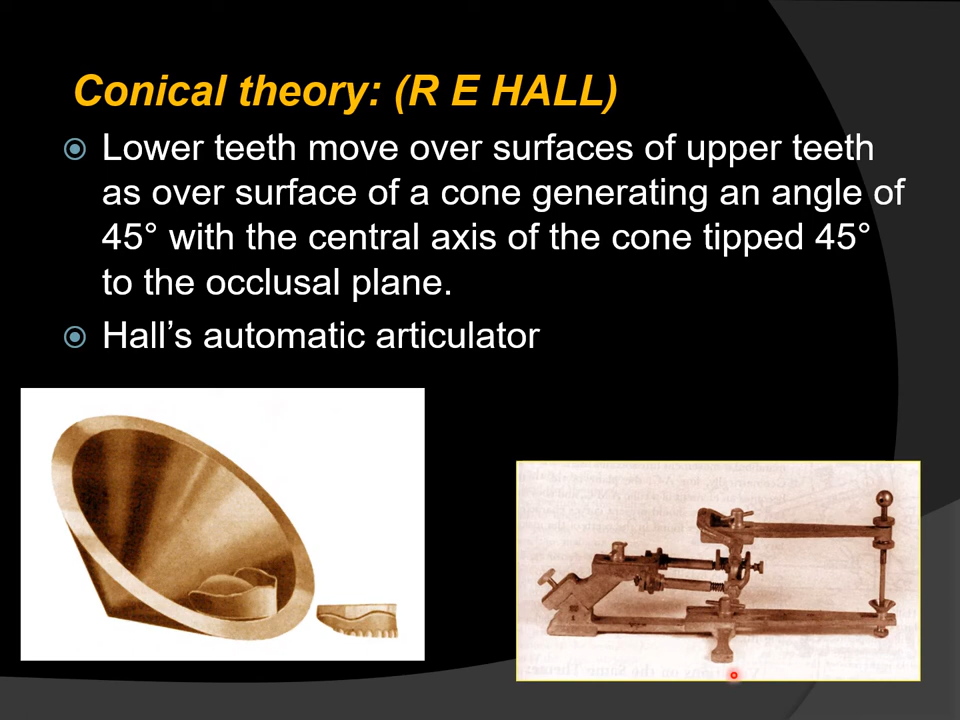 Conical theory: (R E HALL)
Lower teeth move over surfaces of upper teeth
as over surface of a cone generating an angle of
45° with the central axis of the cone tipped 45°
to the occlusal plane.
Hall’s automatic articulator